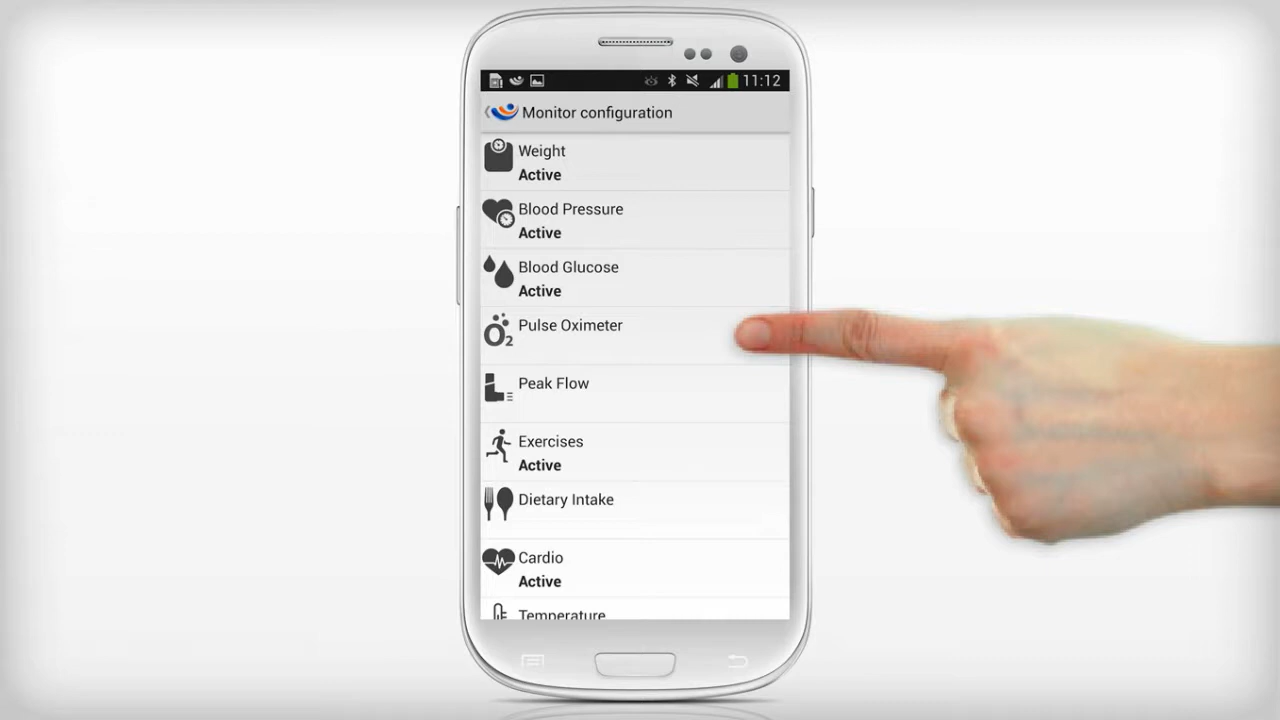 11:12
Monitor configuration
Weight
Active
Blood Pressure
Active
Blood Glucose
Active
O2
Pulse Oximeter
Peak Flow
Exercises
Active
Dietary Intake
Cardio
Active
Temperature